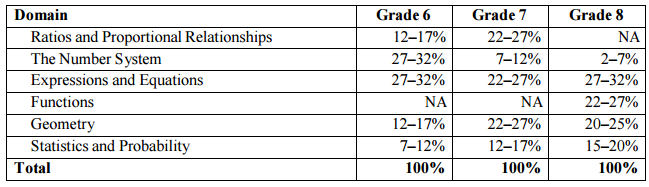 Domain Grade 6 Grade 7 Grade 8
Ratios and Proportional Relationships 12–17% 22–27% NA
The Number System 27–32% 7–12% 2–7%
Expressions and Equations 27–32% 22–27% 27–32%
Functions NA NA 22–27%
Geometry 12–17% 22–27% 20–25%
Statistics and Probability 7–12% 12–17% 15–20%
Total 100% 100% 100%